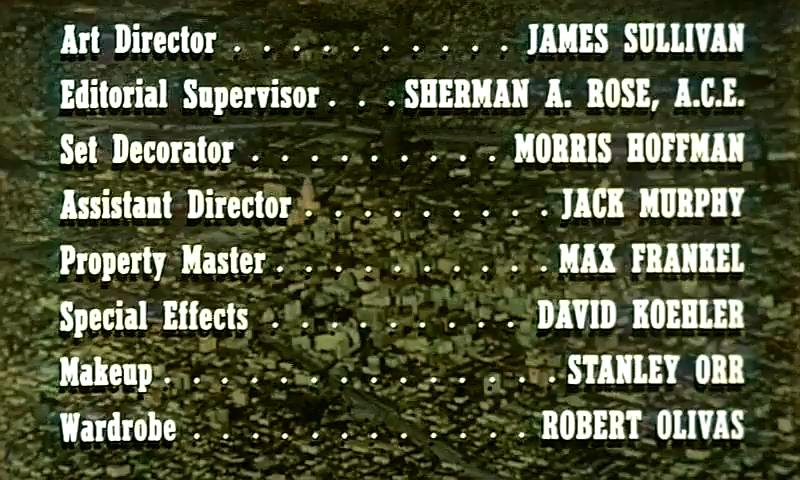 Art Director . . . . . . . . . . JAMES SULLIVAN
Editorial Supervisor . . . SHERMAN A. ROSE, A.C.E.
Set Decorator . . . . . . . . . MORRIS HOFFMAN
Assistant Director . . . . . . . . . JACK MURPHY
Property Master . . . . . . . . . . MAX FRANKEL
Special Effects . . . . . . . . . DAVID KOEHLER
Makeup . . . . . . . . . . . . . . STANLEY ORR
Wardrobe . . . . . . . . . . . . ROBERT OLIVAS